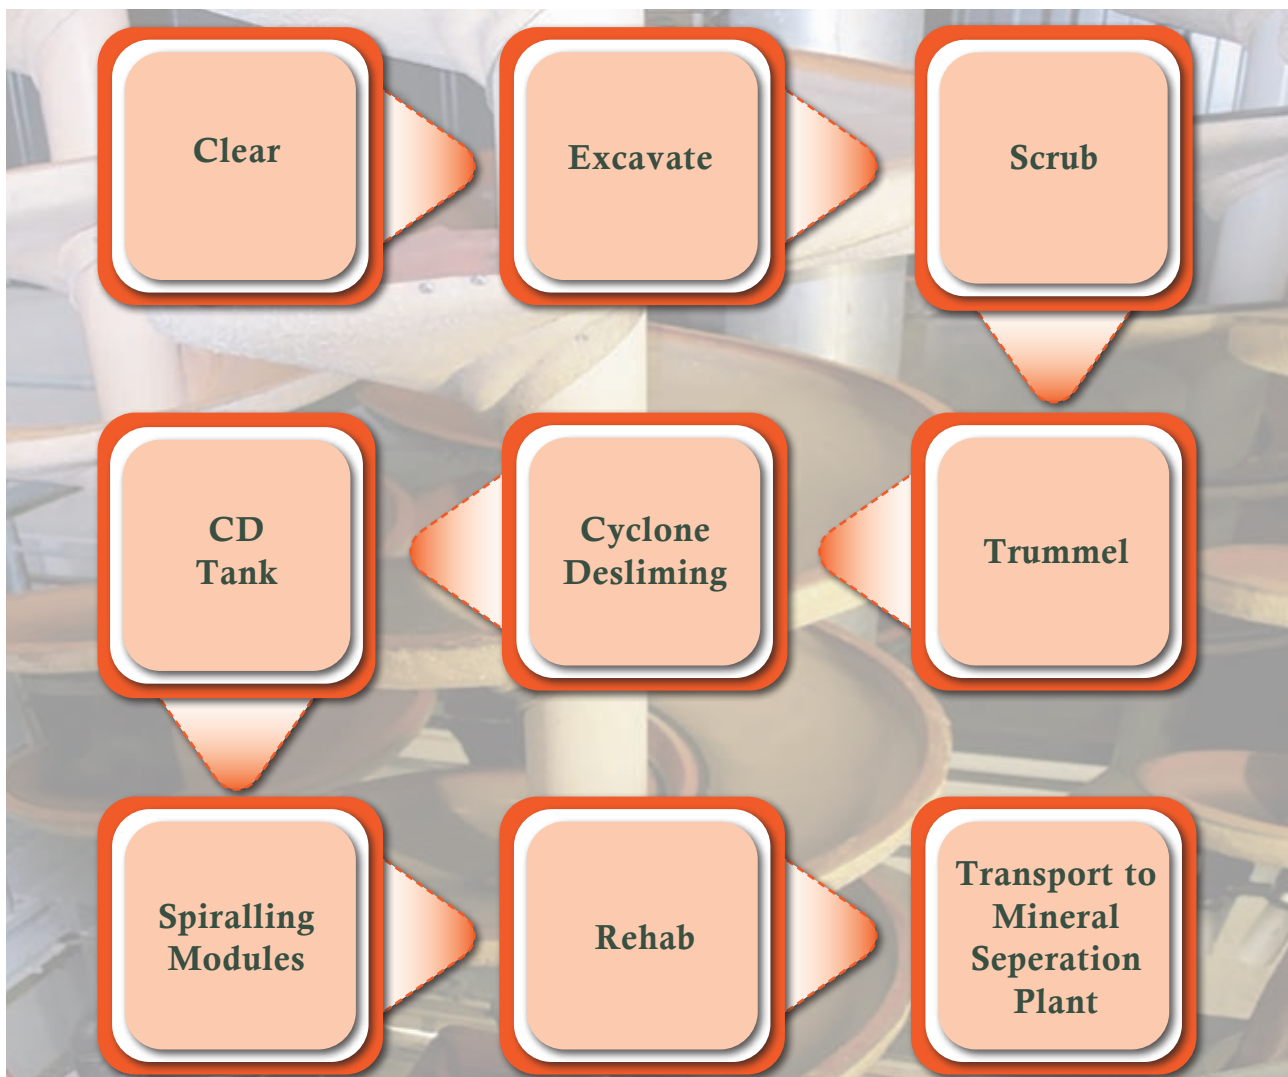 Clear
Excavate
Scrub
Trummel
Cyclone
Desliming
CD
Tank
Spiralling
Modules
Rehab
Transport to
Mineral
Seperation
Plant